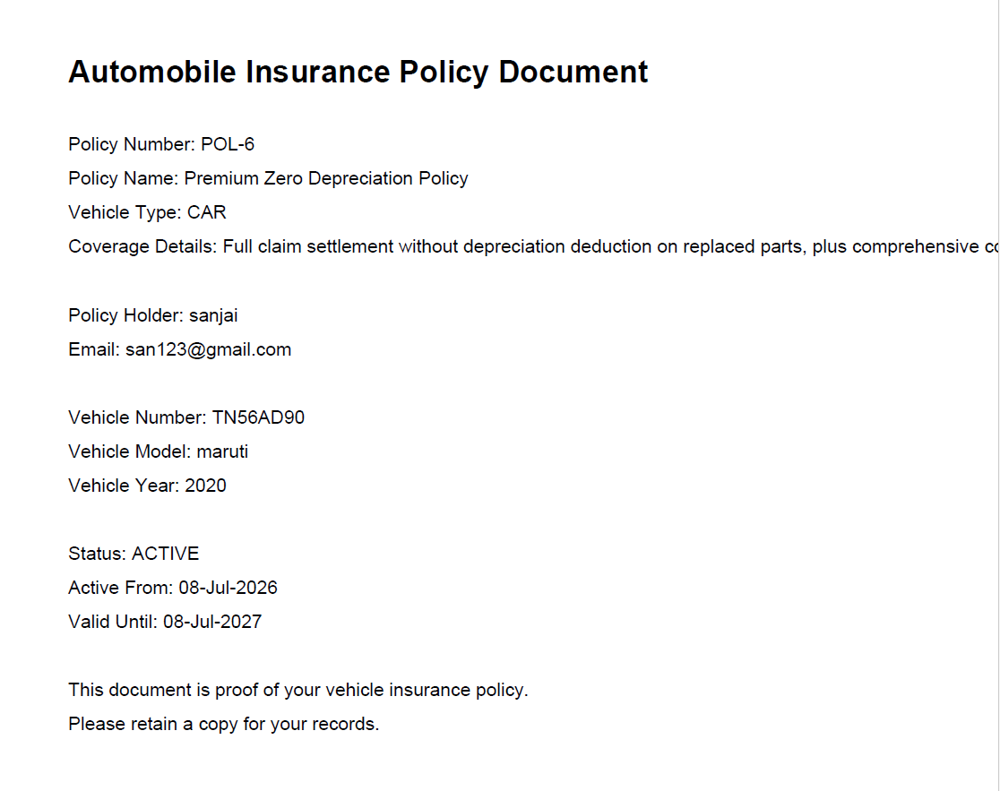 Automobile Insurance Policy Document
Policy Number: POL-6
Policy Name: Premium Zero Depreciation Policy
Vehicle Type: CAR
Coverage Details: Full claim settlement without depreciation deduction on replaced parts, plus comprehensive
Policy Holder: sanjai
Email: san123@gmail.com
Vehicle Number: TN56AD90
Vehicle Model: maruti
Vehicle Year: 2020
Status: ACTIVE
Active From: 08-Jul-2026
Valid Until: 08-Jul-2027
This document is proof of your vehicle insurance policy.
Please retain a copy for your records.